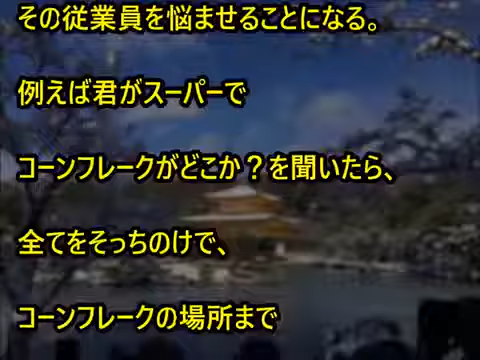 その従業員を悩ませることになる。
例えば君がスーパーで
コーンフレークがどこか？を聞いたら、
全てをそっちのけで、
コーンフレークの場所まで